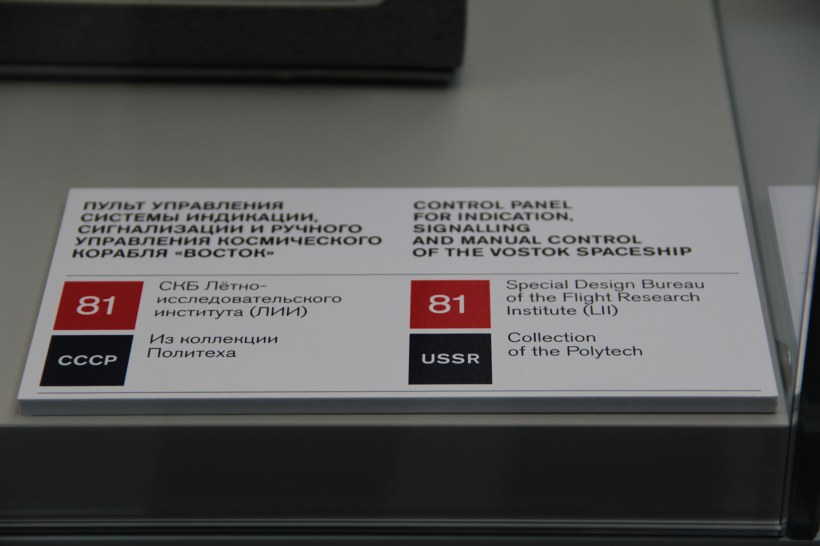 ПУЛЬТ УПРАВЛЕНИЯ
СИСТЕМЫ ИНДИКАЦИИ,
СИГНАЛИЗАЦИИ И РУЧНОГО
УПРАВЛЕНИЯ КОСМИЧЕСКОГО
КОРАБЛЯ «ВОСТОК»
81
СКБ Лётно-
исследовательского
института (ЛИИ)
СССР
Из коллекции
Политеха
CONTROL PANEL
FOR INDICATION,
SIGNALLING
AND MANUAL CONTROL
OF THE VOSTOK SPACESHIP
81
Special Design Bureau
of the Flight Research
Institute (LII)
USSR
Collection
of the Polytech